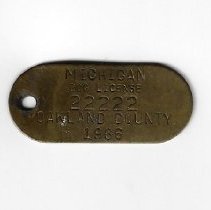 MICHIGAN
DOG LICENSE
22222
OAKLAND COUNTY
1966